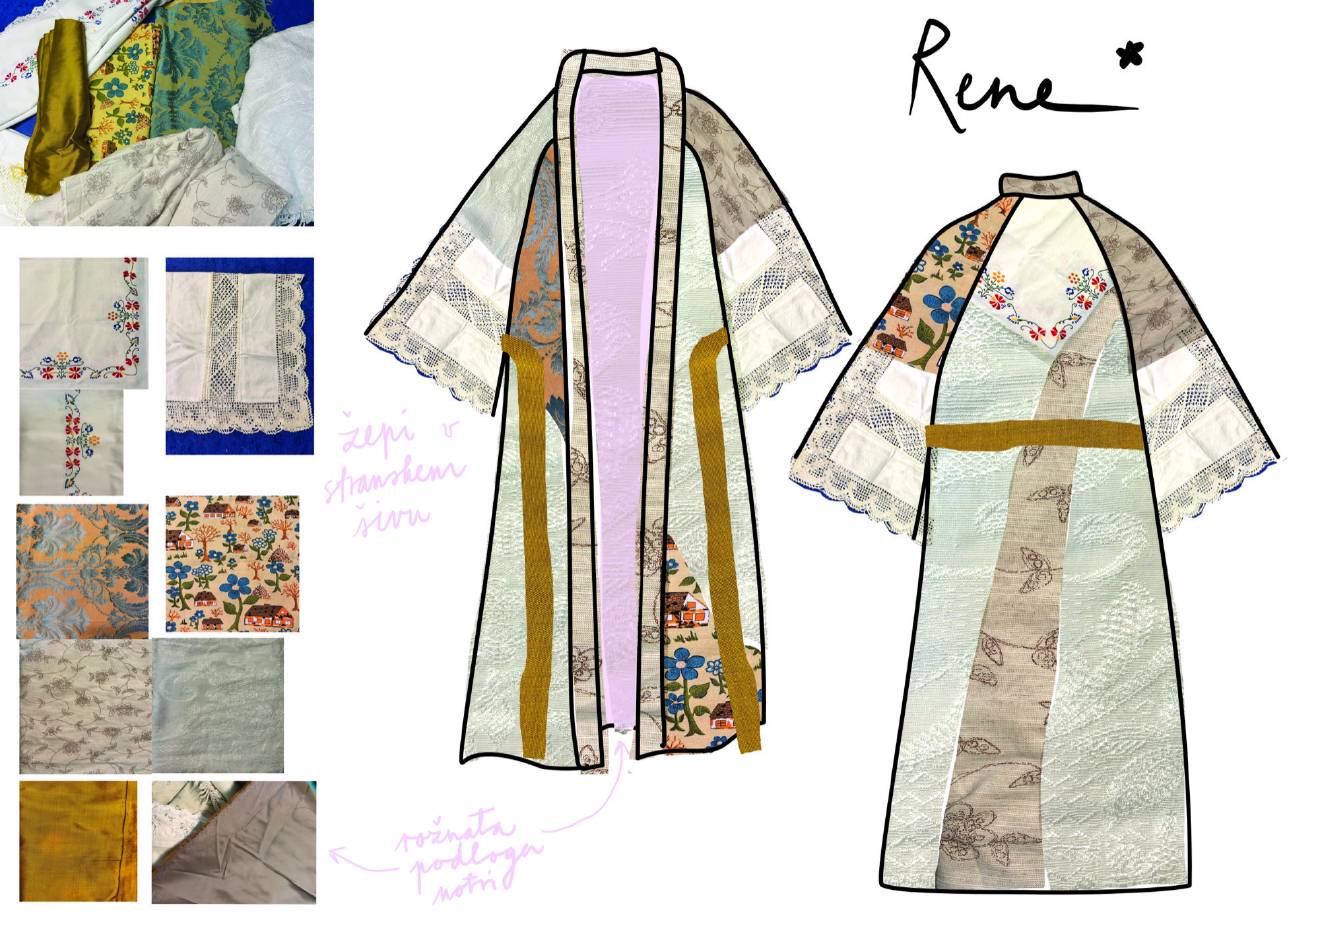 Rene *
žepi v
stranskem
šivu
rožnata
podloga
notri